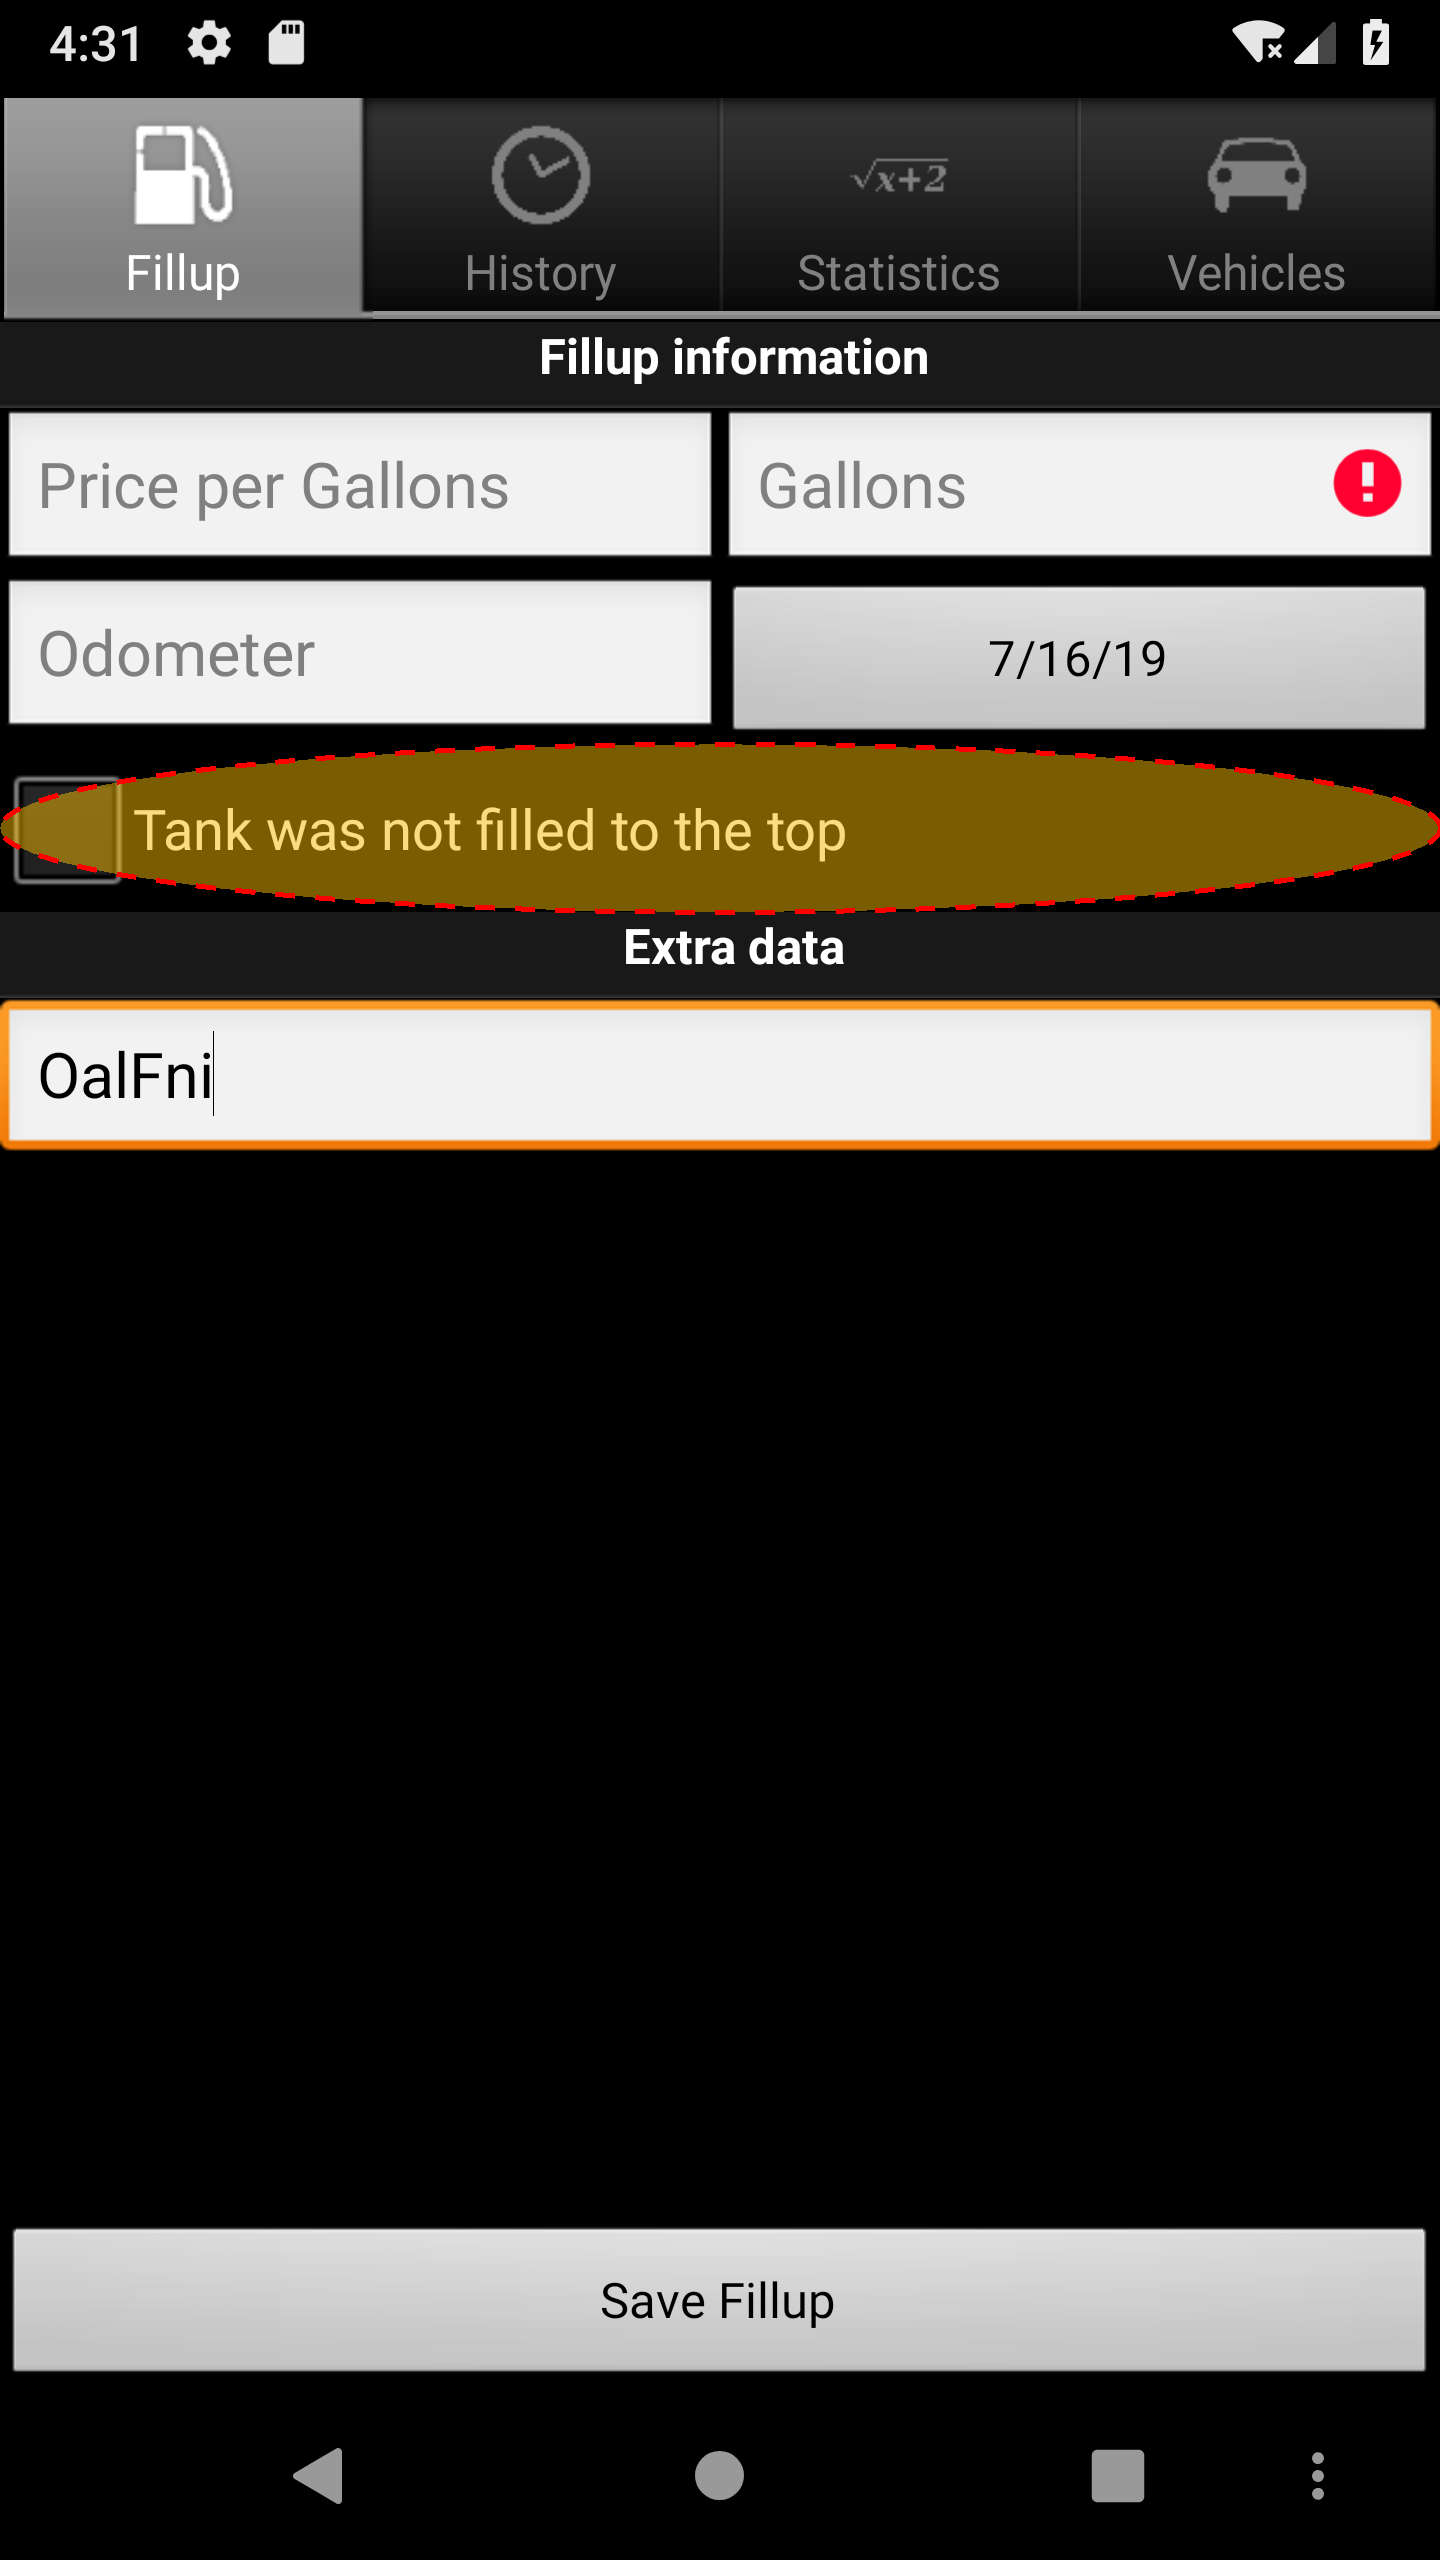 4:31
Fillup History √x+2 Statistics Vehicles
Fillup information
Price per Gallons Gallons
Odometer 7/16/19
Tank was not filled to the top
Extra data
OalFni
Save Fillup